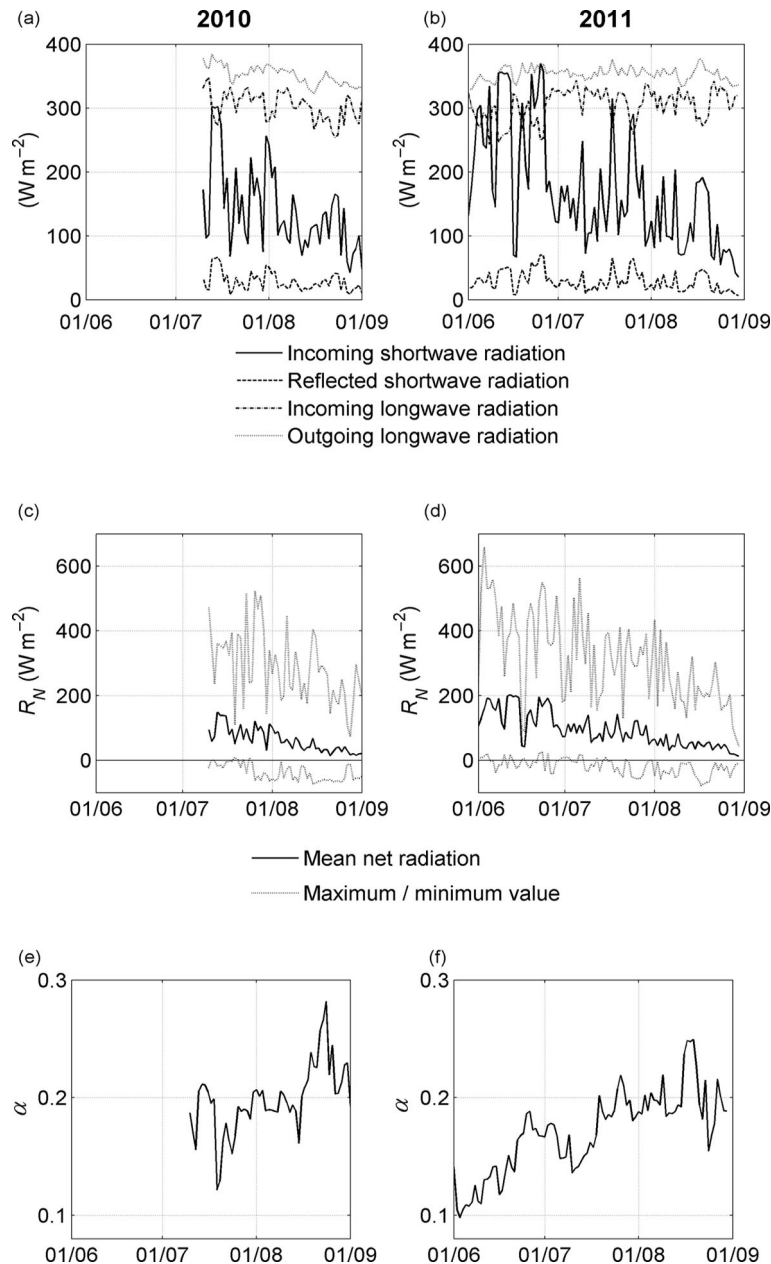 (a) 2010
(b) 2011
400
300
200
100
0
(W m−2)
01/06 01/07 01/08 01/09
400
300
200
100
0
(W m−2)
01/06 01/07 01/08 01/09
Incoming shortwave radiation
Reflected shortwave radiation
Incoming longwave radiation
Outgoing longwave radiation
(c)
600
400
200
0
RN (W m−2)
01/06 01/07 01/08 01/09
(d)
600
400
200
0
RN (W m−2)
01/06 01/07 01/08 01/09
Mean net radiation
Maximum / minimum value
(e)
0.3
0.2
0.1
α
01/06 01/07 01/08 01/09
(f)
0.3
0.2
0.1
α
01/06 01/07 01/08 01/09